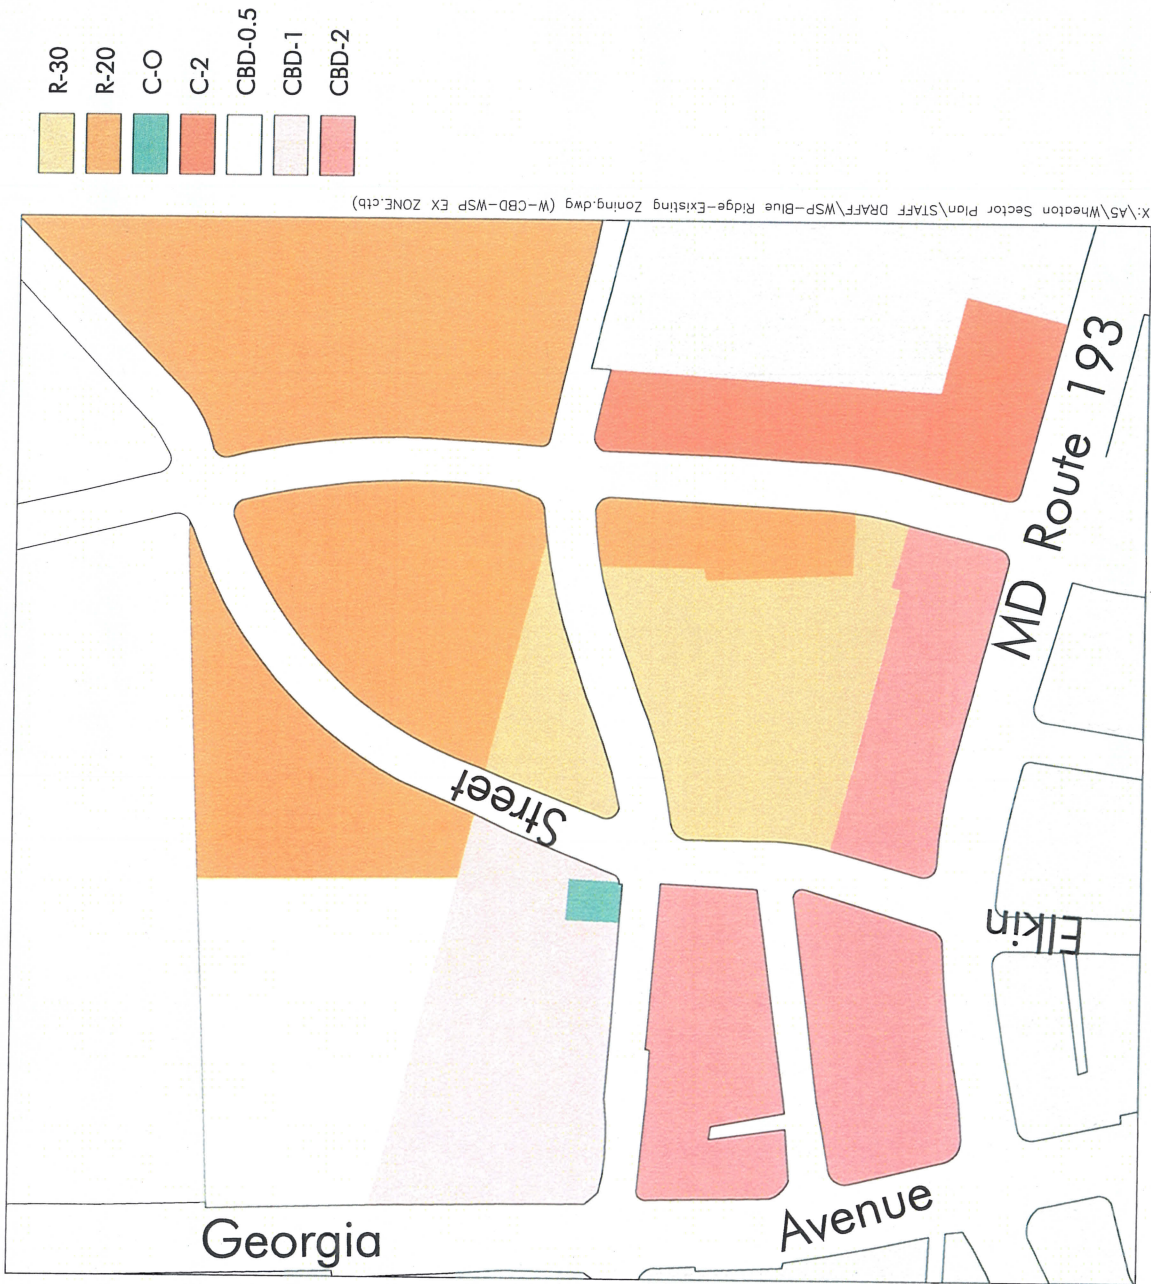 R-30
R-20
C-O
C-2
CBD-0.5
CBD-1
CBD-2
X:\A5\Wheaton Sector Plan\STAFF DRAFF\WSP-Blue Ridge-Existing Zoning.dwg (W-CBD-WSP EX ZONE.ctb)
MD Route 193
Elkin
Street
Georgia
Avenue